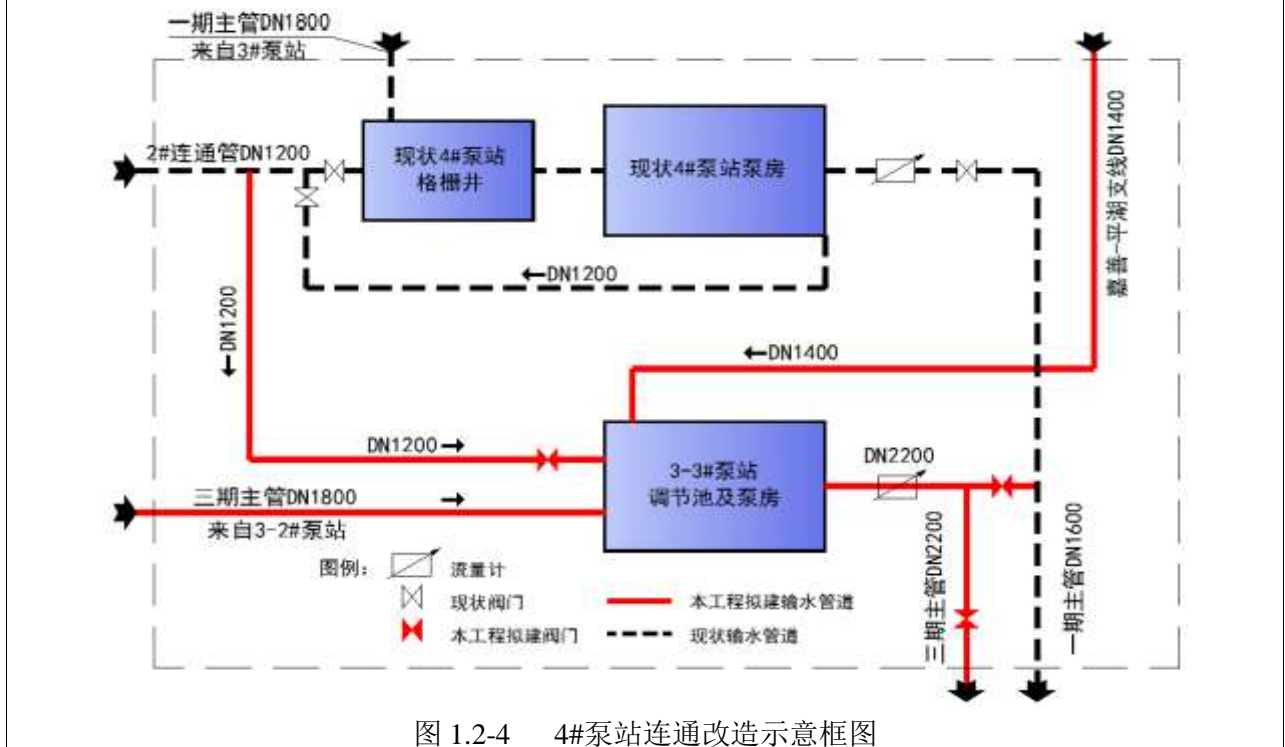 一期主管DN1800
来自3#泵站
2#连通管DN1200
现状4#泵站
格栅井
现状4#泵站泵房
嘉善-平湖支线DN1400
←DN1200
←DN1200
←DN1400
DN1200→
3-3#泵站
调节池及泵房
DN2200
三期主管DN1800 →
来自3-2#泵站
三期主管DN2200
一期主管DN1600
图例：
流量计
现状阀门
本工程拟建阀门
本工程拟建输水管道
现状输水管道
图 1.2-4 4#泵站连通改造示意框图